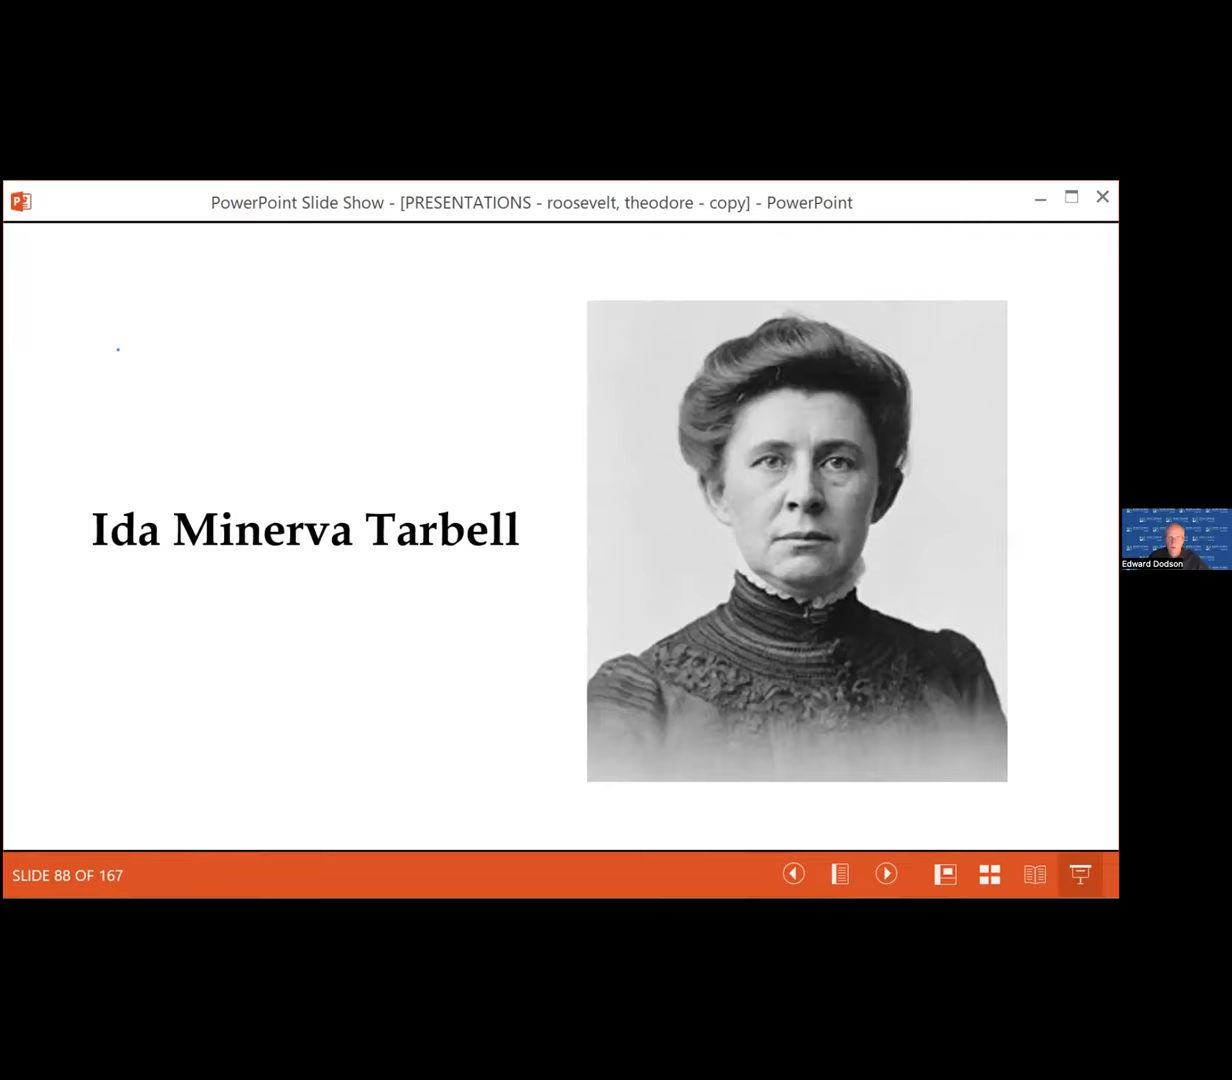 PowerPoint Slide Show - [PRESENTATIONS - roosevelt, theodore - copy] - PowerPoint
Ida Minerva Tarbell
Edward Dodson
SLIDE 88 OF 167